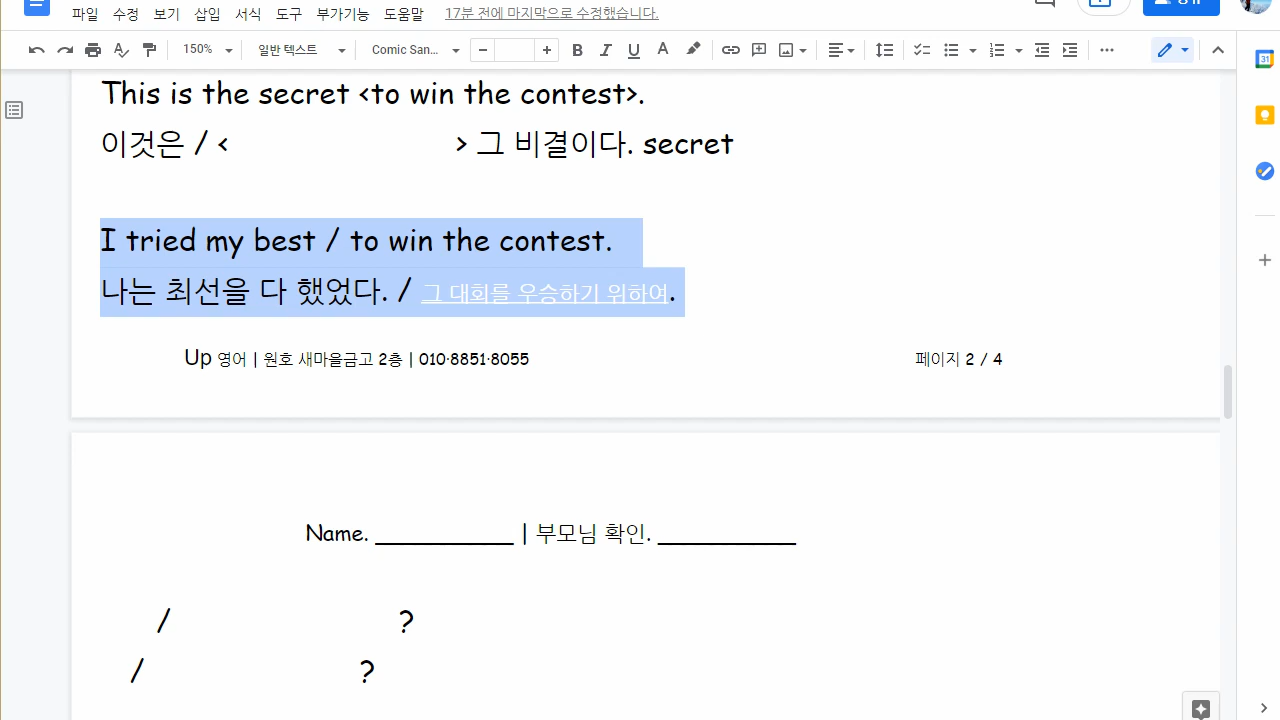 파일 수정 보기 삽입 서식 도구 부가기능 도움말 17분 전에 마지막으로 수정했습니다.
150% 일반 텍스트 Comic San...
This is the secret <to win the contest>.
이것은 / < > 그 비결이다. secret
I tried my best / to win the contest.
나는 최선을 다 했었다. / 그 대회를 우승하기 위하여.
Up 영어 | 원호 새마을금고 2층 | 010·8851·8055 페이지 2 / 4
Name. __________ | 부모님 확인. __________
/ ?
/ ?